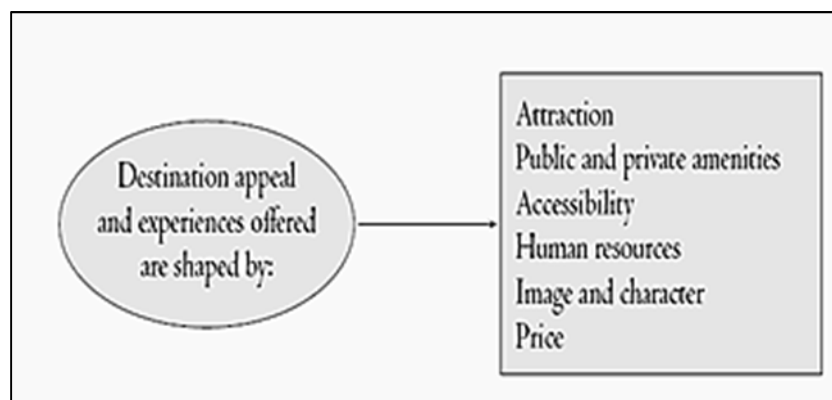 Destination appeal
and experiences offered
are shaped by:
Attraction
Public and private amenities
Accessibility
Human resources
Image and character
Price